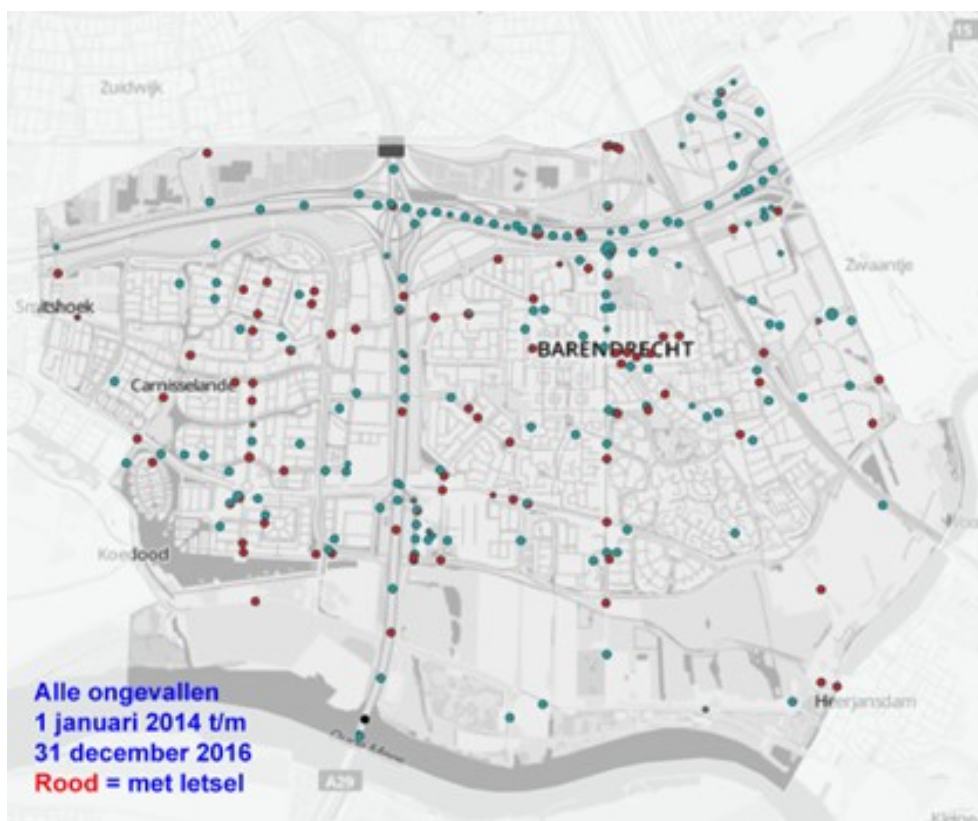 15
Zuidwijk
Zwaantje
Smitshoek
BARENDRECHT
Carnisselande
Koedood
Heerjansdam
Alle ongevallen
1 januari 2014 t/m
31 december 2016
Rood = met letsel
A29